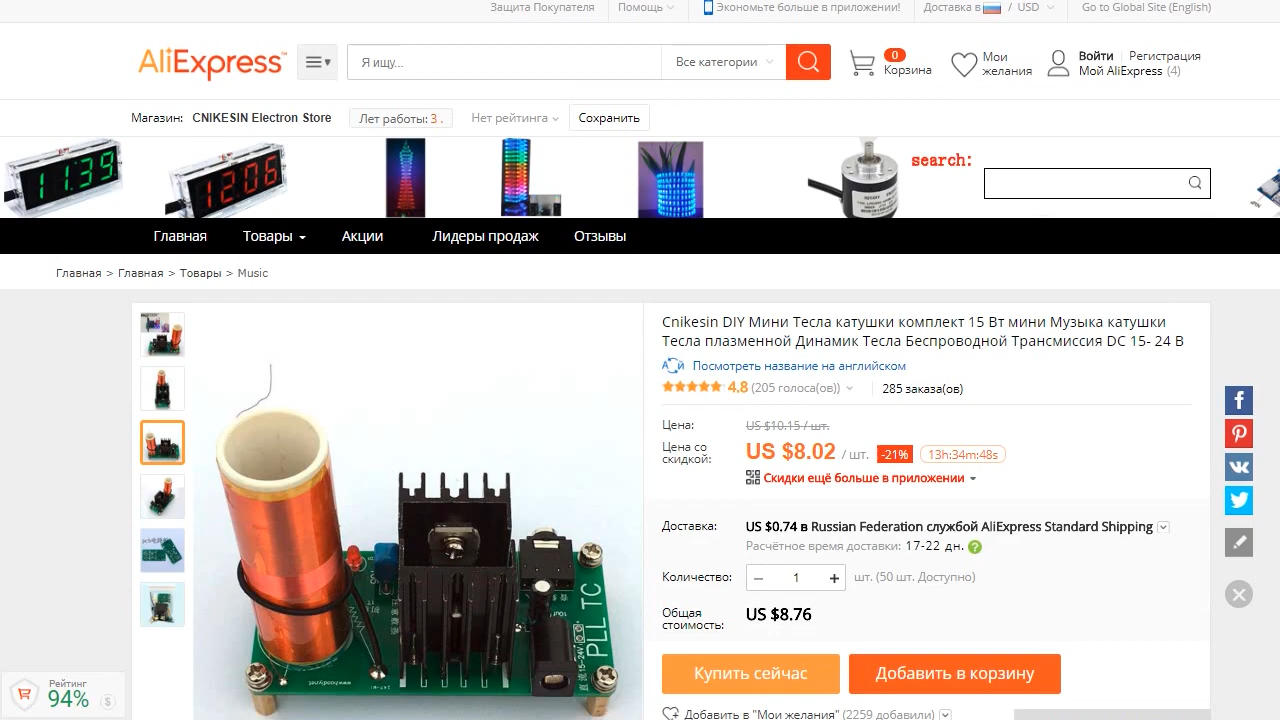 Защита Покупателя
Помощь
Экономьте больше в приложении!
Доставка в / USD
Go to Global Site (English)
AliExpress™
Я ищу...
Все категории
0
Корзина
Мои
желания
Войти
Регистрация
Мой AliExpress (4)
Магазин: CNIKESIN Electron Store
Лет работы: 3 .
Нет рейтинга
Сохранить
11:39
1206
search:
Главная
Товары
Акции
Лидеры продаж
Отзывы
Главная > Главная > Товары > Music
Cnikesin DIY Мини Тесла катушки комплект 15 Вт мини Музыка катушки
Тесла плазменной Динамик Тесла Беспроводной Трансмиссия DC 15- 24 В
Посмотреть название на английском
4.8 (205 голоса(ов))
285 заказа(ов)
Цена:
US $10.15 / шт.
Цена со
скидкой:
US $8.02 / шт.
-21%
13h:34m:48s
Скидки ещё больше в приложении
Доставка:
US $0.74 в Russian Federation службой AliExpress Standard Shipping
Расчётное время доставки: 17-22 дн.
?
Количество:
− 1 +
шт. (50 шт. Доступно)
Общая
стоимость:
US $8.76
Купить сейчас
Добавить в корзину
Добавить в "Мои желания" (2259 добавили)
PLL TC
15-24V
10uf
Рейтинг
94%
$